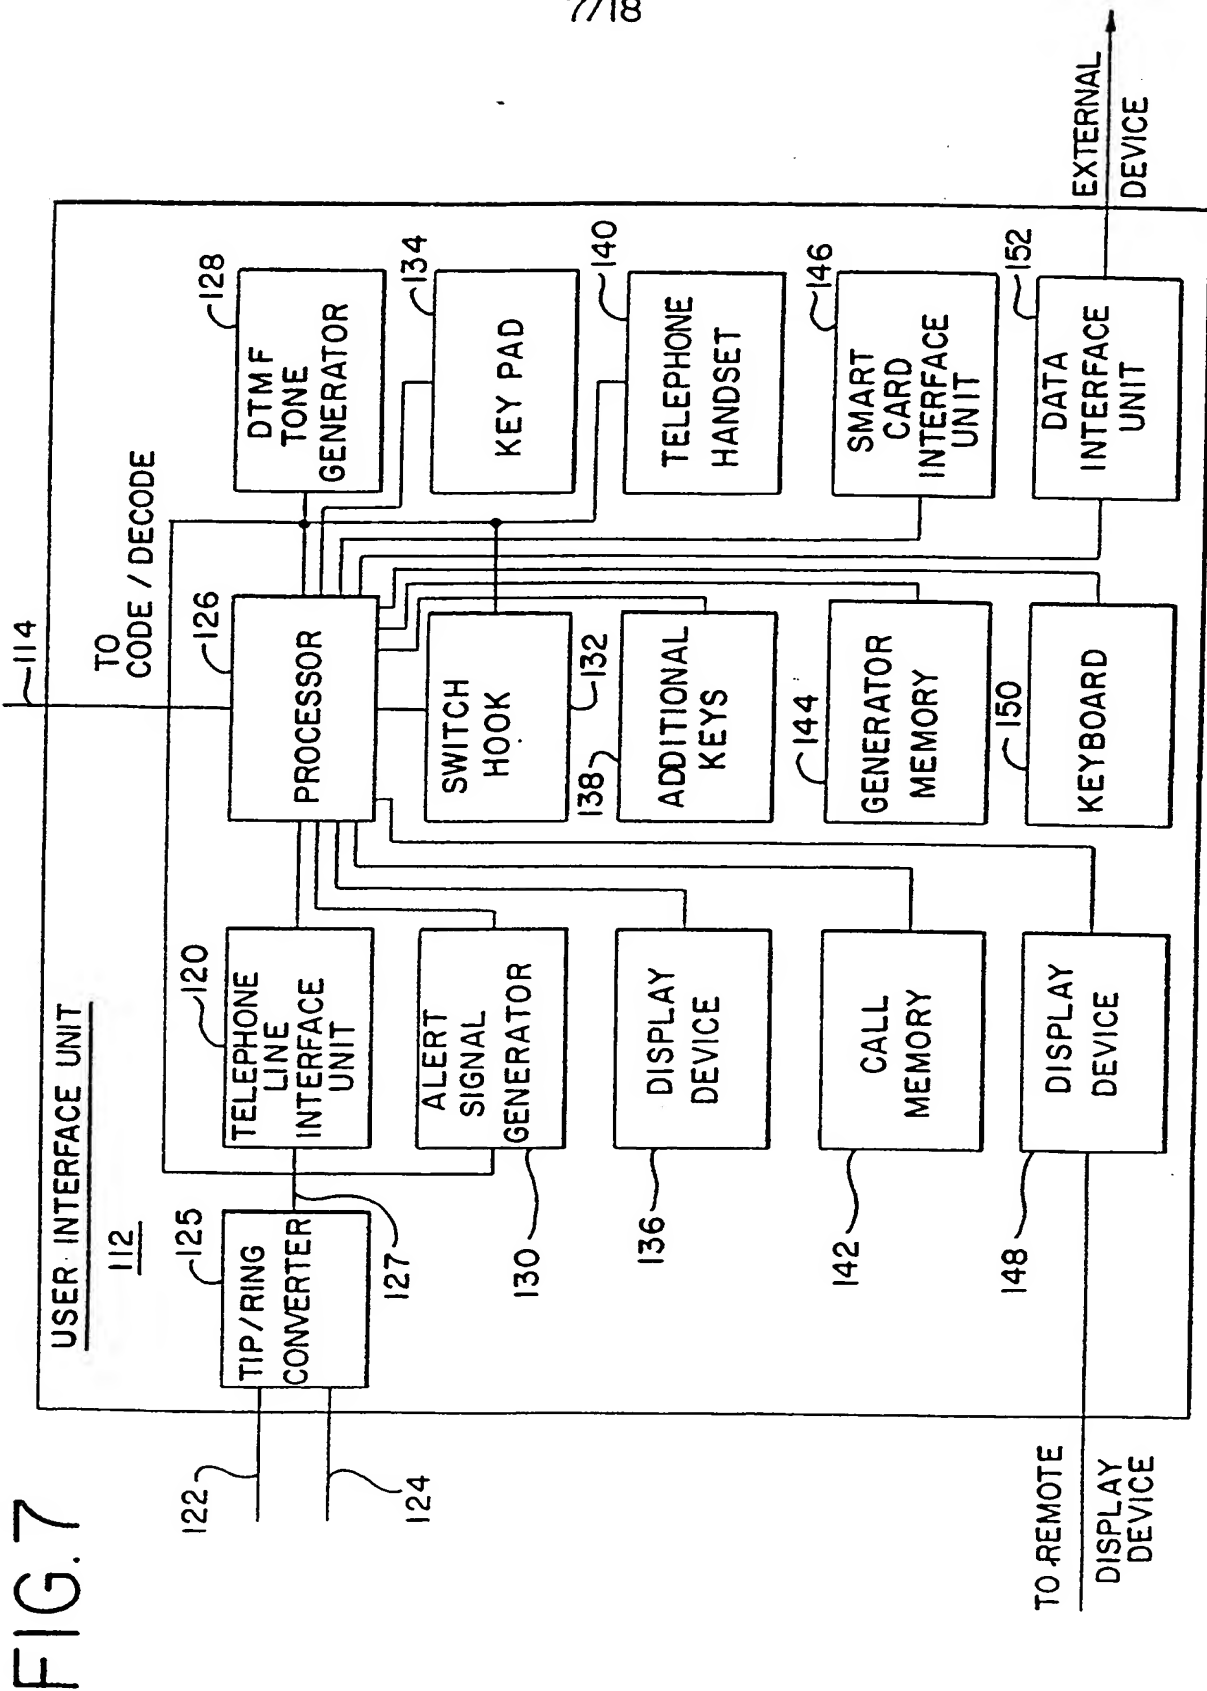 7/18
FIG. 7
USER INTERFACE UNIT
112
114
TO
CODE / DECODE
122
124
125
TIP/RING
CONVERTER
127
120
TELEPHONE
LINE
INTERFACE
UNIT
126
PROCESSOR
128
DTMF
TONE
GENERATOR
130
ALERT
SIGNAL
GENERATOR
132
SWITCH
HOOK
134
KEY PAD
136
DISPLAY
DEVICE
138
ADDITIONAL
KEYS
140
TELEPHONE
HANDSET
142
CALL
MEMORY
144
GENERATOR
MEMORY
146
SMART
CARD
INTERFACE
UNIT
148
DISPLAY
DEVICE
150
KEYBOARD
152
DATA
INTERFACE
UNIT
TO REMOTE
DISPLAY
DEVICE
EXTERNAL
DEVICE